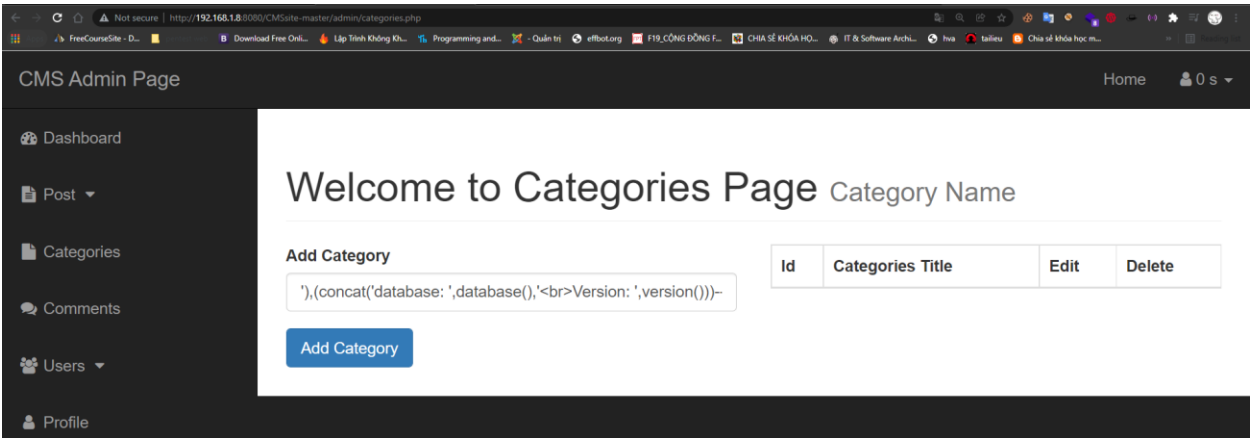 Not secure | http://192.168.1.8:8080/CMSsite-master/admin/categories.php
FreeCourseSite - D... Download Free Onli... Lập Trình Không Kh... Programming and... - Quản trị effbot.org F19_CỘNG ĐỒNG F... CHIA SẺ KHÓA HỌ... IT & Software Archi... hva tailieu Chia sẻ khóa học m...
CMS Admin Page Home 0 s
Dashboard
Post
Categories
Comments
Users
Profile
Welcome to Categories Page Category Name
Add Category
'),(concat('database: ',database(),'<br>Version: ',version()))-
Add Category
Id Categories Title Edit Delete